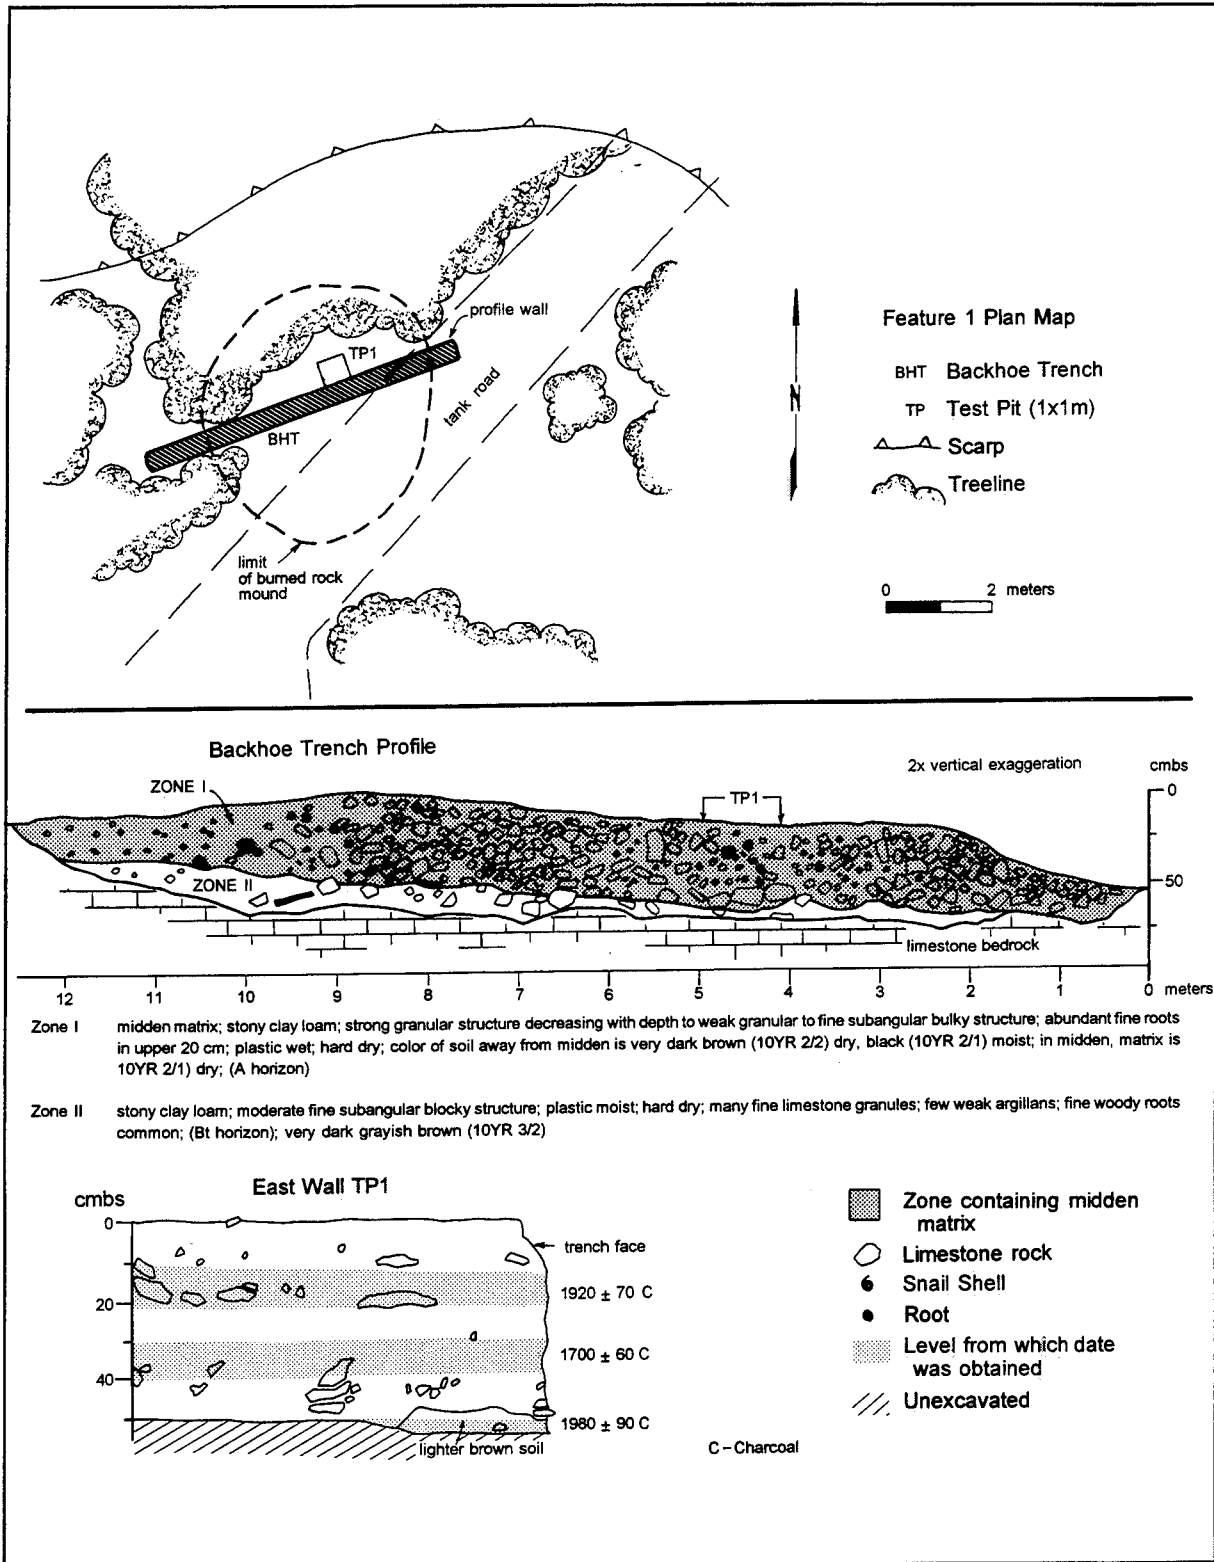 profile wall
TP1
tank road
BHT
limit
of burned rock
mound
Feature 1 Plan Map
BHT Backhoe Trench
TP Test Pit (1x1m)
Scarp
Treeline
N
0 2 meters
Backhoe Trench Profile
2x vertical exaggeration
cmbs
ZONE I
TP1
0
ZONE II
50
limestone bedrock
12 11 10 9 8 7 6 5 4 3 2 1 0 meters
Zone I midden matrix; stony clay loam; strong granular structure decreasing with depth to weak granular to fine subangular bulky structure; abundant fine roots
in upper 20 cm; plastic wet; hard dry; color of soil away from midden is very dark brown (10YR 2/2) dry, black (10YR 2/1) moist; in midden, matrix is
10YR 2/1) dry; (A horizon)
Zone II stony clay loam; moderate fine subangular blocky structure; plastic moist; hard dry; many fine limestone granules; few weak argillans; fine woody roots
common; (Bt horizon); very dark grayish brown (10YR 3/2)
East Wall TP1
cmbs
0
trench face
1920 ± 70 C
20
1700 ± 60 C
40
1980 ± 90 C
lighter brown soil
C - Charcoal
Zone containing midden
matrix
Limestone rock
Snail Shell
Root
Level from which date
was obtained
Unexcavated